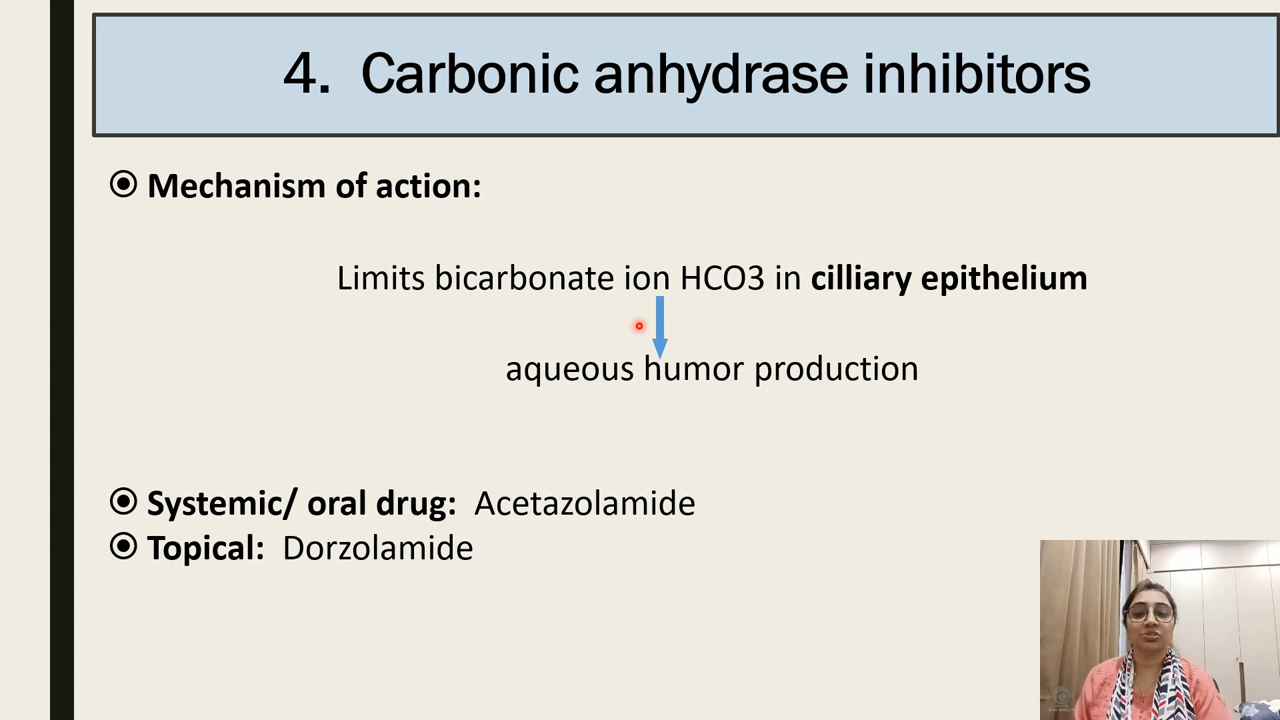 4. Carbonic anhydrase inhibitors
Mechanism of action:
Limits bicarbonate ion HCO3 in cilliary epithelium
aqueous humor production
Systemic/ oral drug: Acetazolamide
Topical: Dorzolamide